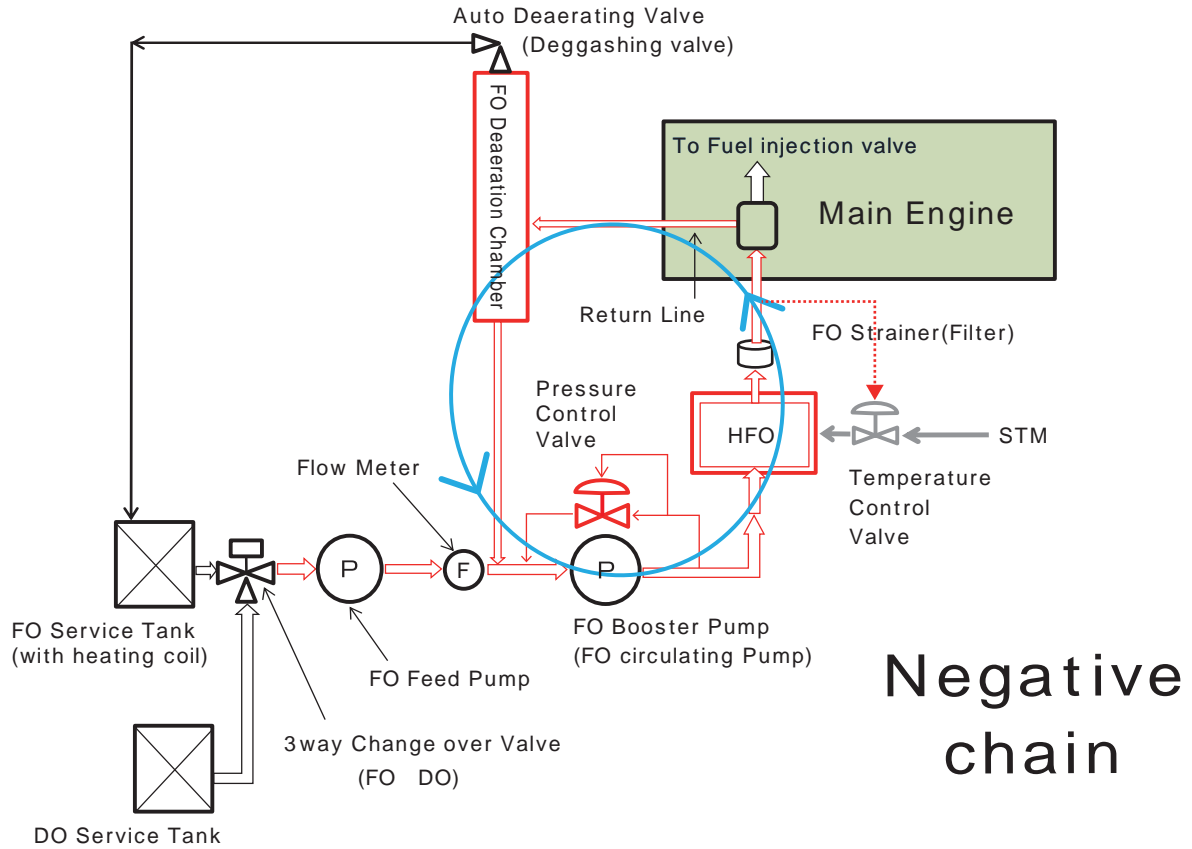 Auto Deaerating Valve
(Deggashing valve)
FO Deaeration Chamber
To Fuel injection valve
Main Engine
Return Line
FO Strainer(Filter)
Pressure
Control
Valve
HFO
STM
Temperature
Control
Valve
Flow Meter
P
F
P
FO Service Tank
(with heating coil)
FO Feed Pump
FO Booster Pump
(FO circulating Pump)
3way Change over Valve
(FO DO)
DO Service Tank
Negative
chain